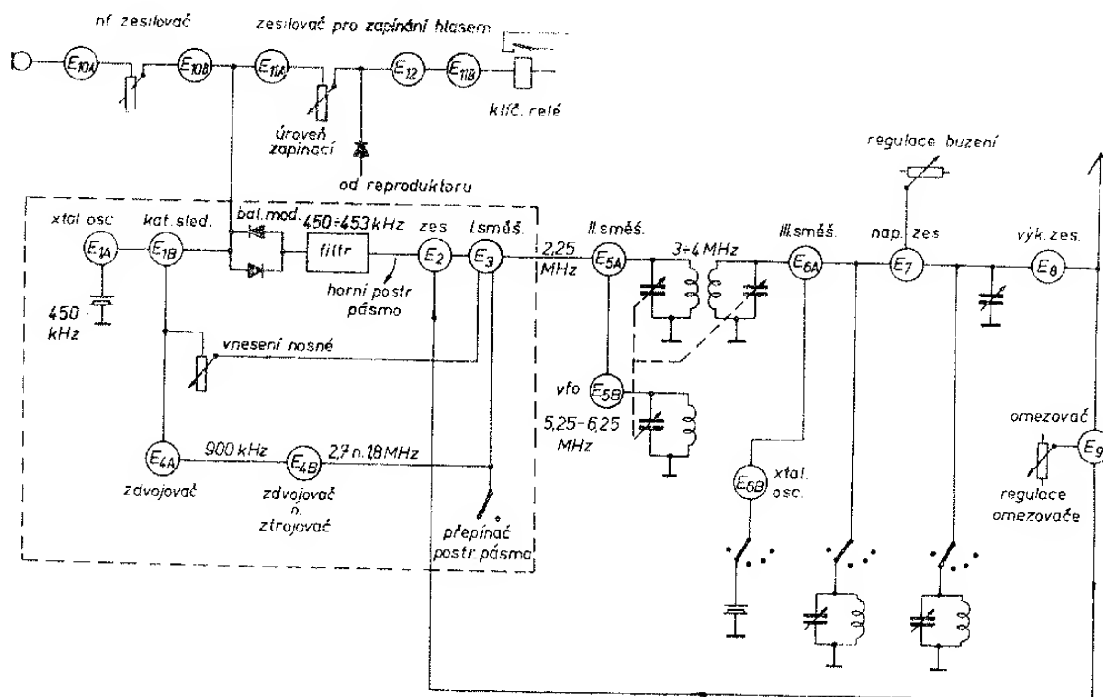 nf zesilovač
zesilovač pro zapínání hlasem
E10A
E10B
E11A
E12
E11B
klíč. relé
úroveň
zapínací
od reproduktoru
regulace buzení
xtal osc
kat. sled.
bal. mod.
450÷453 kHz
zes
I. směš.
E1A
E1B
filtr
E2
E3
2,25
MHz
II. směš.
E5A
3÷4 MHz
III. směš.
E6A
nap. zes
E7
výk. zes.
E8
450
kHz
horní postr
pásmo
vnesení nosné
vfo
E5B
5,25-6,25
MHz
E4A
900 kHz
E4B
2,7 n. 1,8 MHz
zdvojovač
zdvojovač
n.
ztrojovač
přepínač
postr. pásma
E6B
xtal.
osc.
omezovač
E9
regulace
omezovače